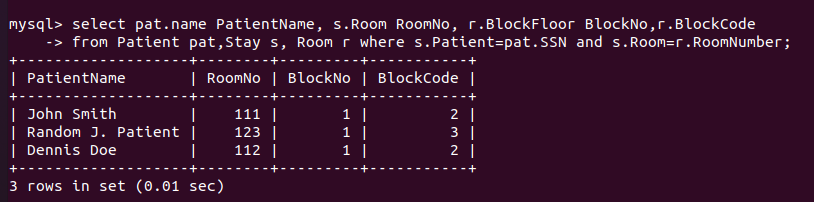 mysql> select pat.name PatientName, s.Room RoomNo, r.BlockFloor BlockNo,r.BlockCode
    -> from Patient pat,Stay s, Room r where s.Patient=pat.SSN and s.Room=r.RoomNumber;
+-------------------+--------+---------+-----------+
| PatientName       | RoomNo | BlockNo | BlockCode |
+-------------------+--------+---------+-----------+
| John Smith        |    111 |       1 |         2 |
| Random J. Patient |    123 |       1 |         3 |
| Dennis Doe        |    112 |       1 |         2 |
+-------------------+--------+---------+-----------+
3 rows in set (0.01 sec)